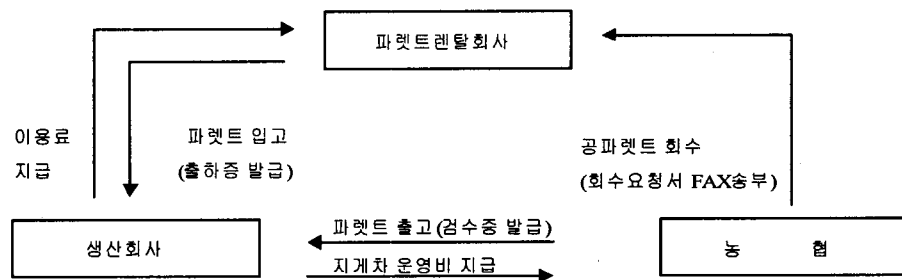 파렛트렌탈회사
이용료
지급
파렛트 입고
(출하증 발급)
공파렛트 회수
(회수요청서 FAX송부)
생산회사
파렛트 출고(검수증 발급)
지게차 운영비 지급
농 협